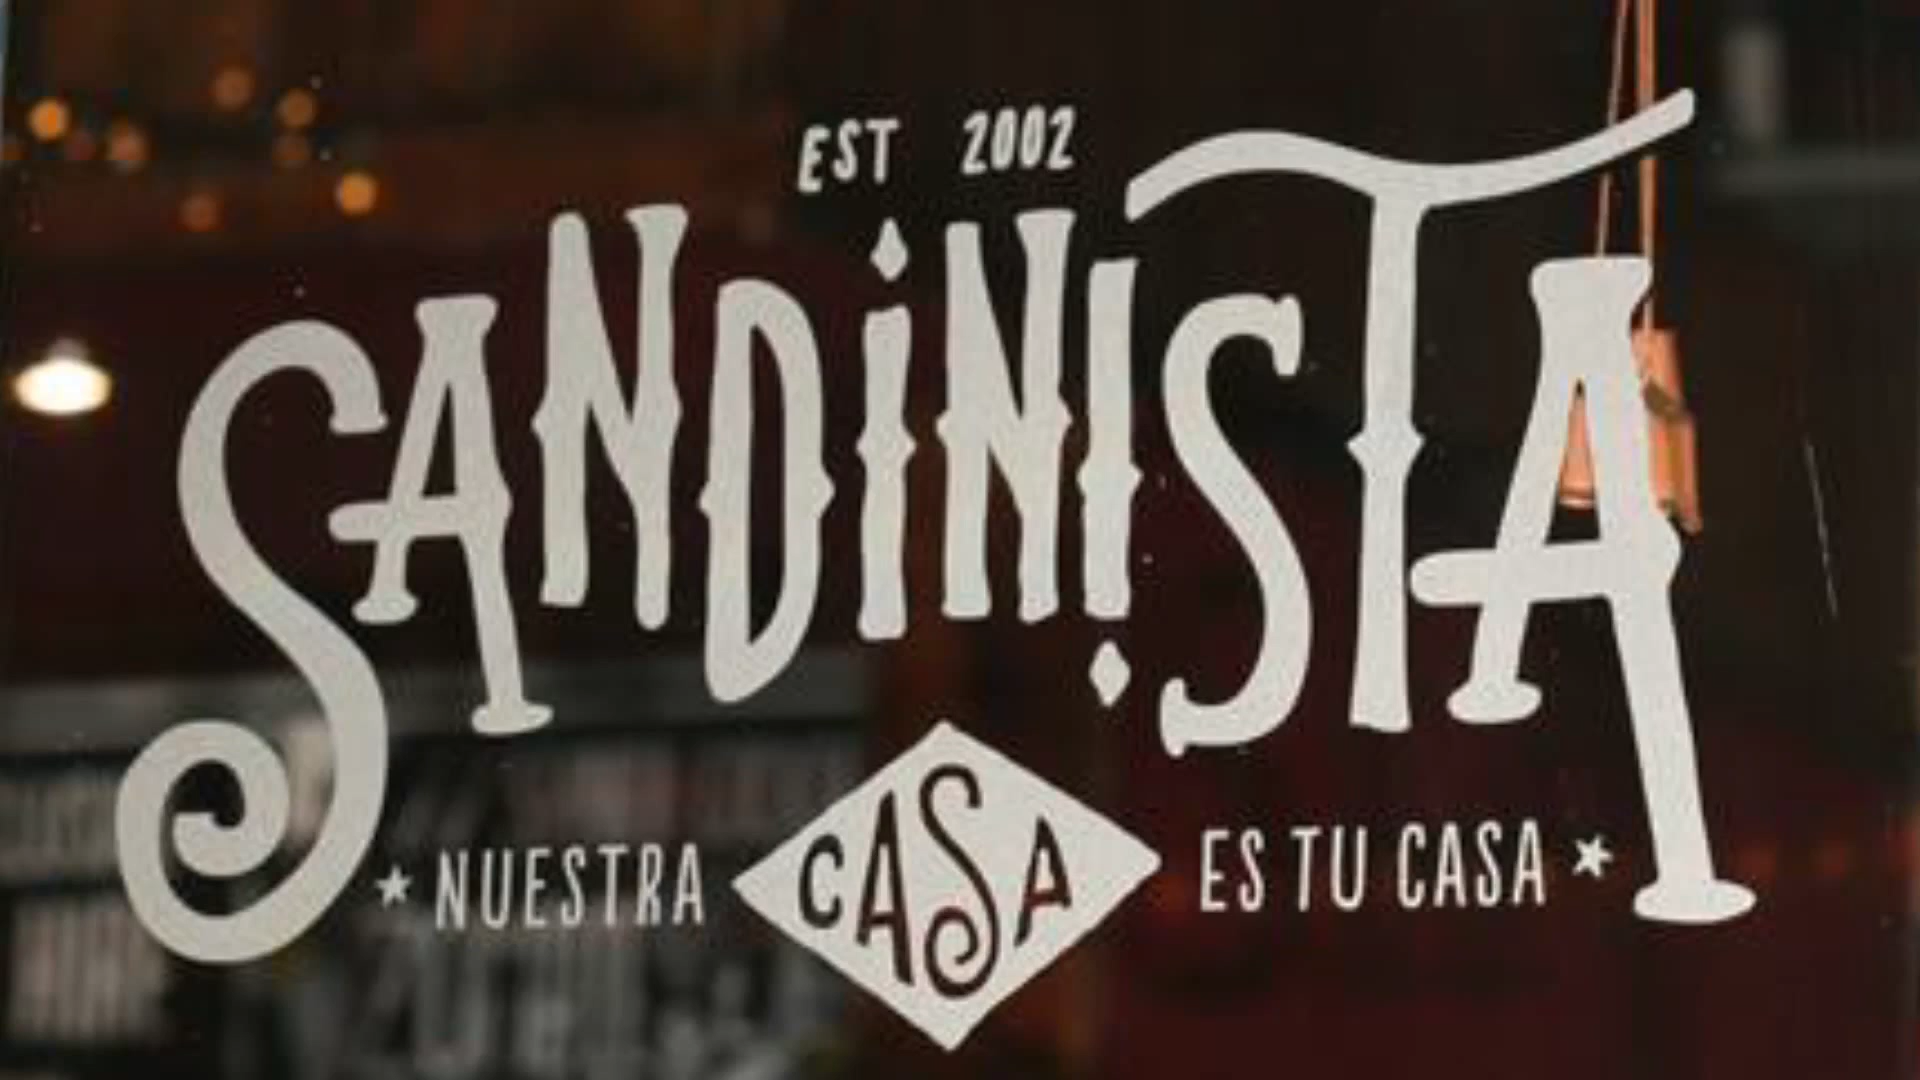 EST 2002
SANDINISTA
★ NUESTRA CASA ES TU CASA ★